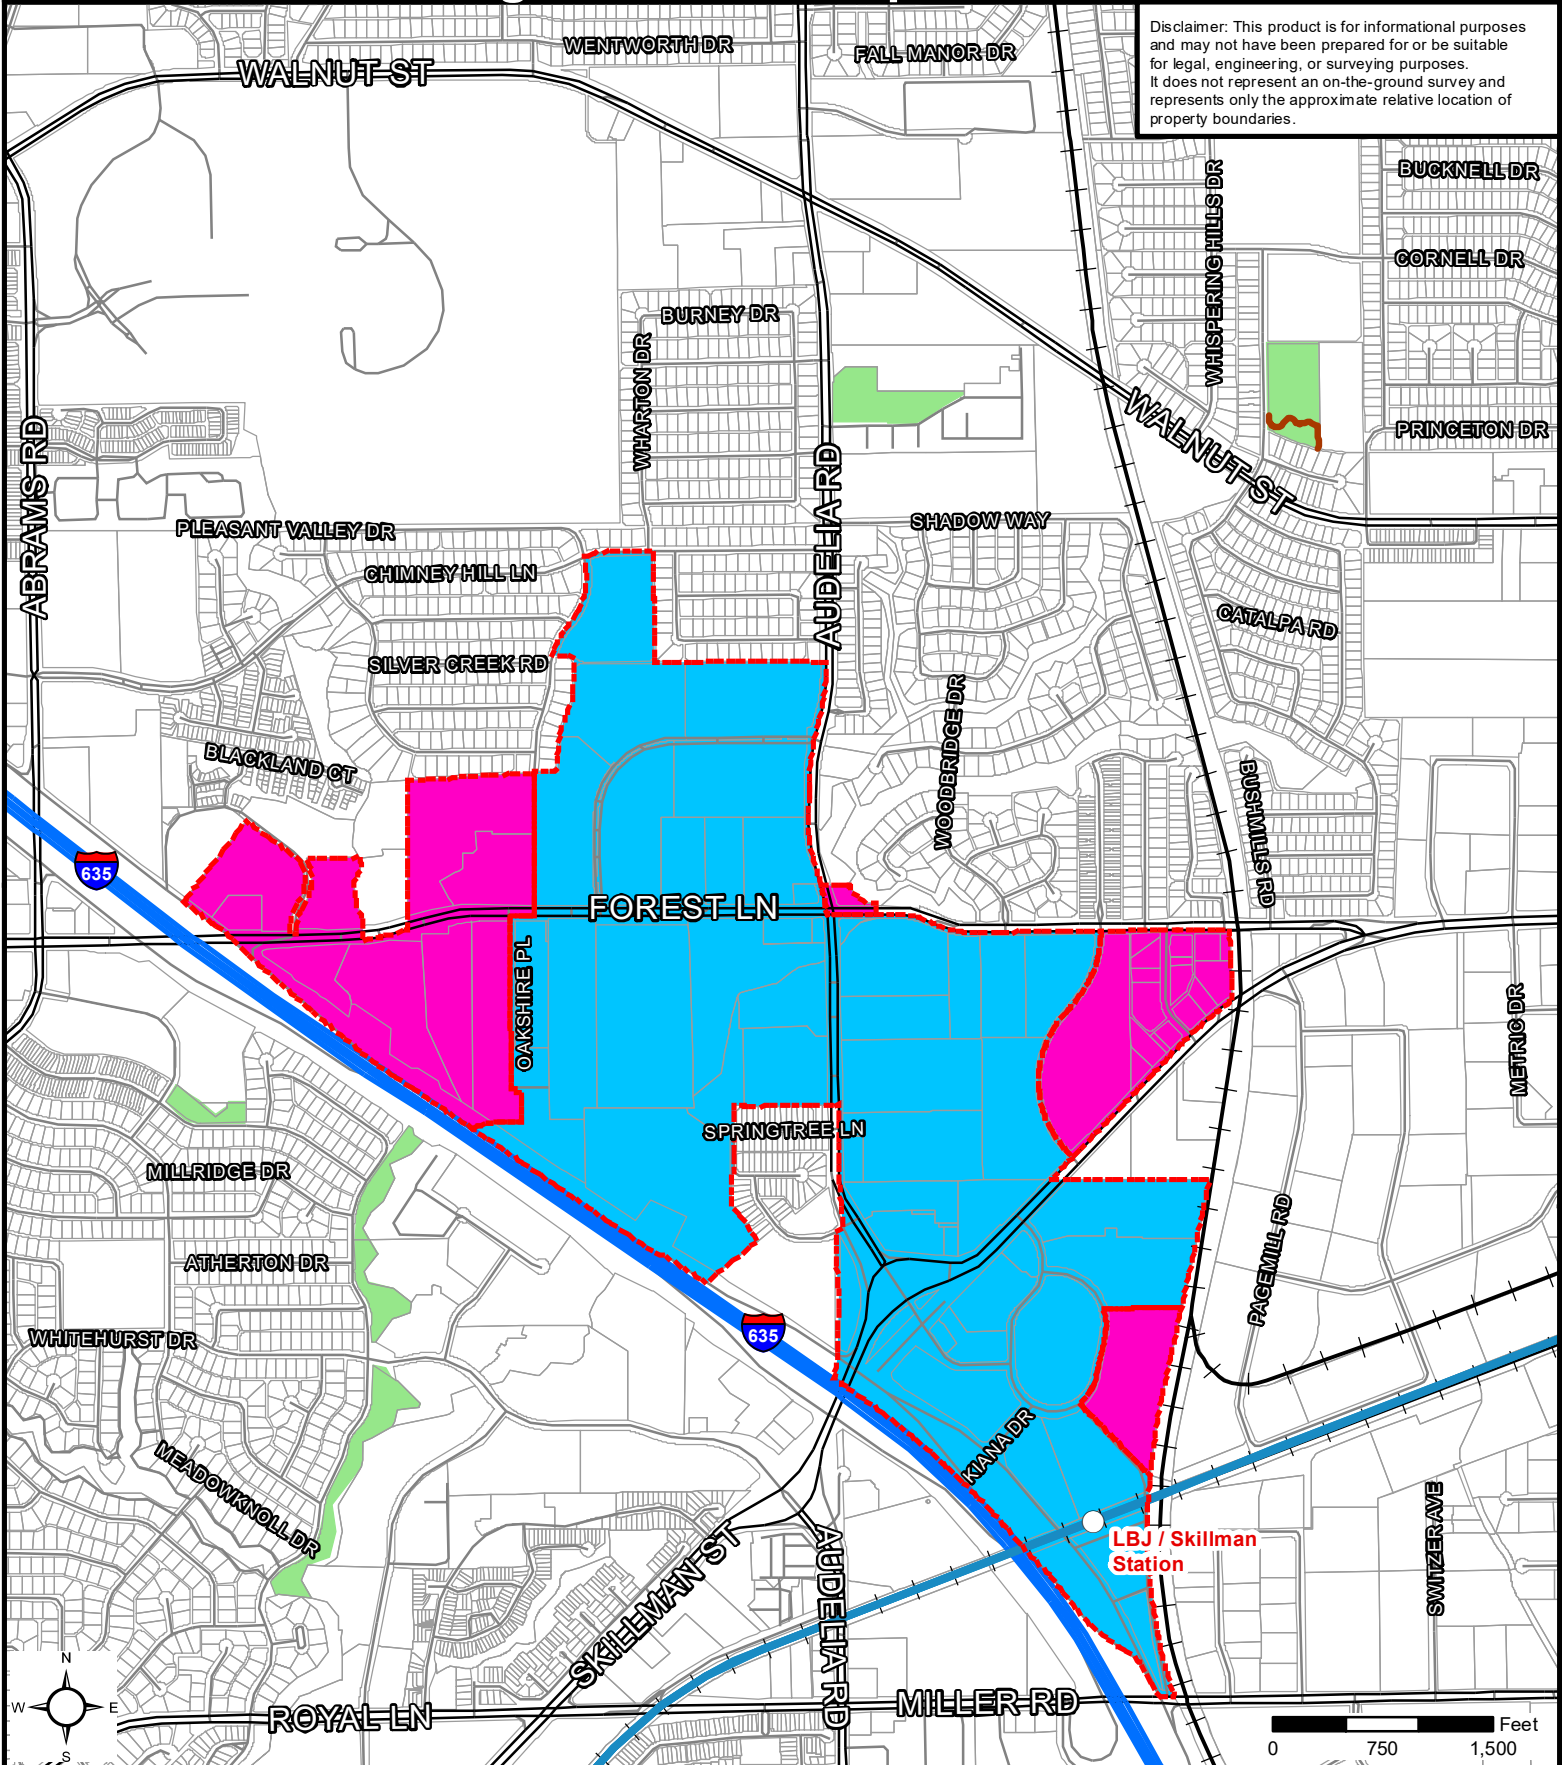 Disclaimer: This product is for informational purposes
and may not have been prepared for or be suitable
for legal, engineering, or surveying purposes.
It does not represent an on-the-ground survey and
represents only the approximate relative location of
property boundaries.
WENTWORTH DR
FALL MANOR DR
WALNUT ST
BUCKNELL DR
WHISPERING HILLS DR
CORNELL DR
BURNEY DR
WHARTON DR
WALNUT ST
PRINCETON DR
ABRAMS RD
AUDELIA RD
PLEASANT VALLEY DR
SHADOW WAY
CHIMNEY HILL LN
CATALPA RD
SILVER CREEK RD
WOODBRIDGE DR
BLACKLAND CT
BUSHMILLS RD
635
FOREST LN
OAKSHIRE PL
METRIC DR
SPRINGTREE LN
MILLRIDGE DR
PAGEMILL RD
ATHERTON DR
WHITEHURST DR
635
KIANA DR
MEADOWKNOLL DR
SWITZER AVE
LBJ / Skillman
Station
SKILLMAN ST
AUDELIA RD
N
W
E
S
ROYAL LN
MILLER RD
Feet
0
750
1,500